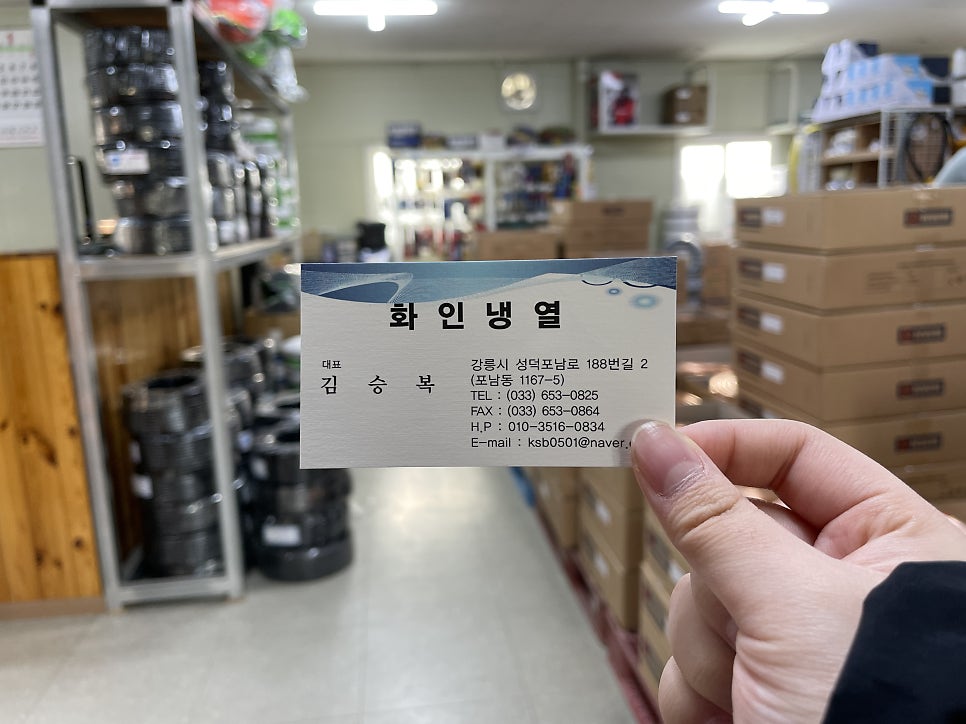 화인냉열
대표
김승복
강릉시 성덕포남로 188번길 2
(포남동 1167-5)
TEL : (033) 653-0825
FAX : (033) 653-0864
H.P : 010-3516-0834
E-mail : ksb0501@naver.